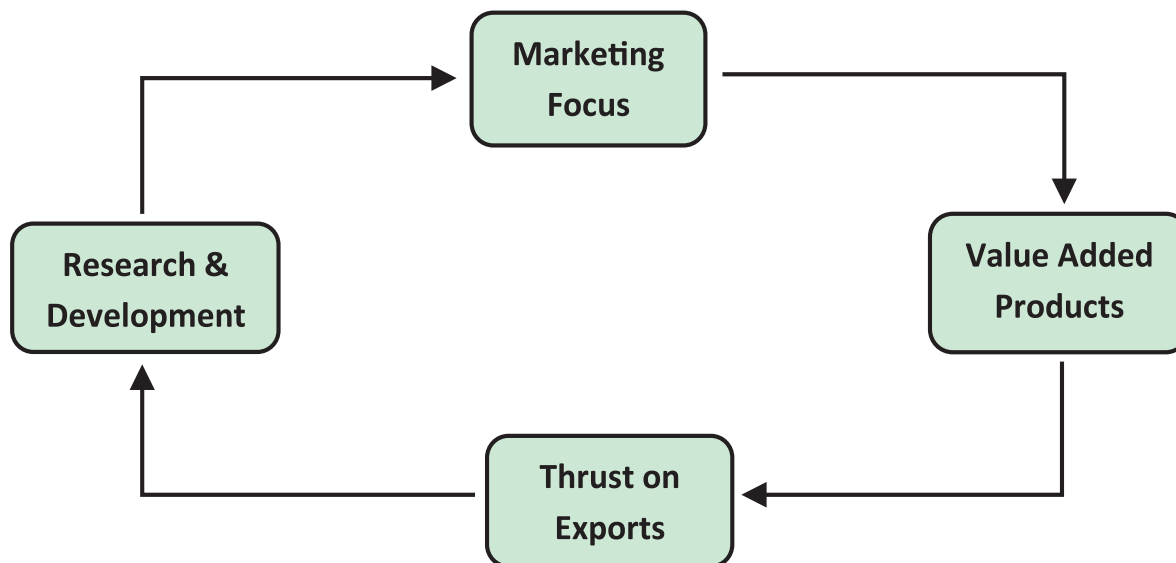 Marketing
Focus
Research &
Development
Value Added
Products
Thrust on
Exports